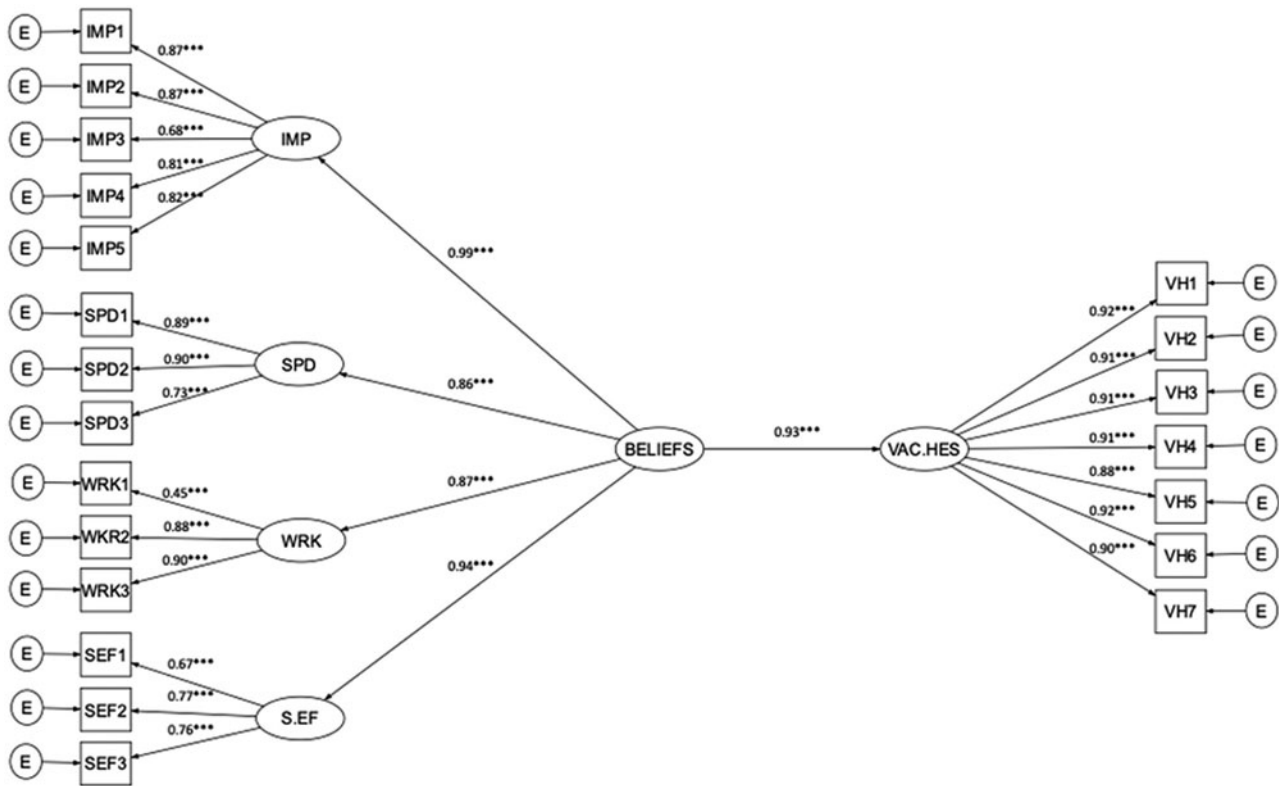 E IMP1
0.87***
E IMP2
0.87***
E IMP3
0.68***
IMP
E IMP4
0.81***
0.82***
E IMP5
0.99***
E SPD1
0.89***
E SPD2
0.90***
SPD
0.73***
E SPD3
0.86***
E WRK1
0.45***
E WKR2
0.88***
WRK
0.90***
E WRK3
0.87***
E SEF1
0.67***
E SEF2
0.77***
S.EF
0.76***
E SEF3
0.94***
BELIEFS
0.93***
VAC.HES
0.92***
VH1 E
0.91***
VH2 E
0.91***
VH3 E
0.91***
VH4 E
0.88***
VH5 E
0.92***
VH6 E
0.90***
VH7 E